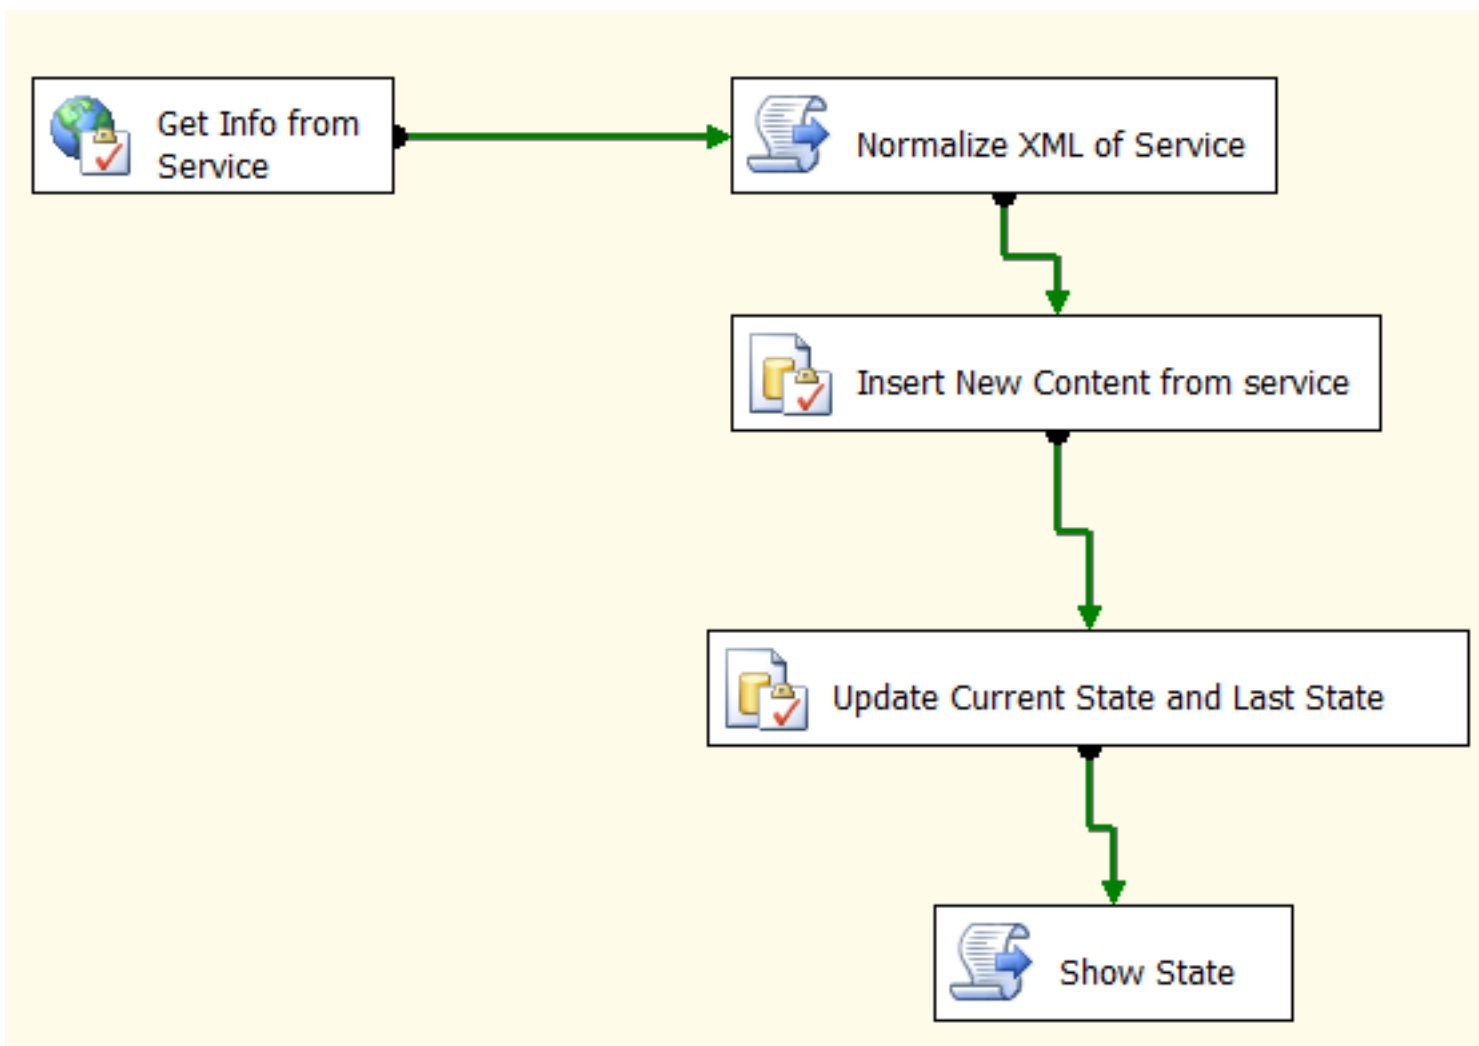 Get Info from
Service
Normalize XML of Service
Insert New Content from service
Update Current State and Last State
Show State